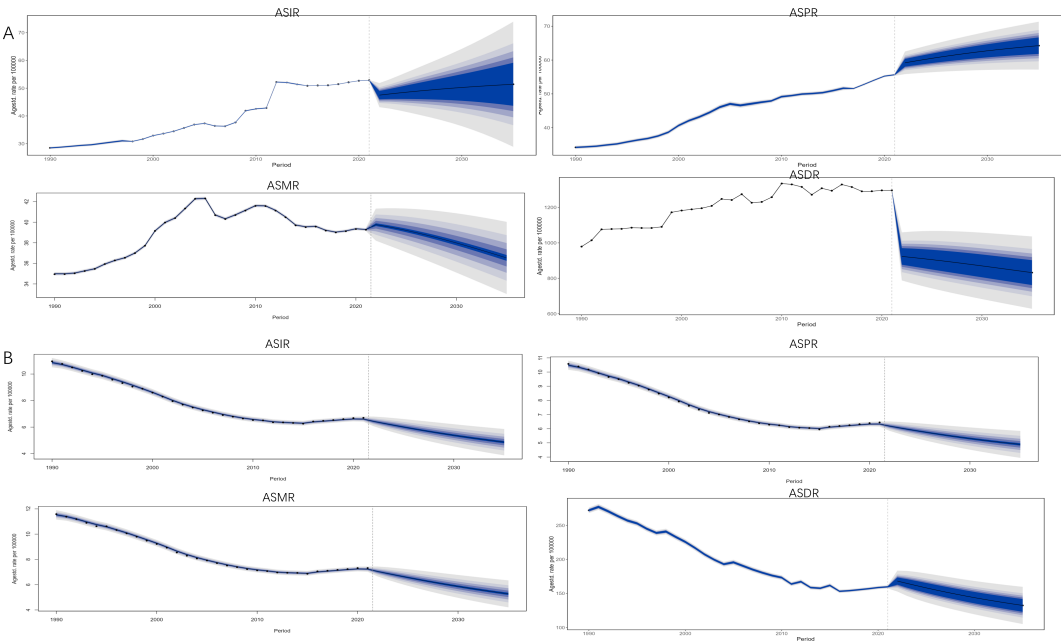 A
ASIR
Agestd. rate per 100000
70
60
50
40
30
1990 2000 2010 2020 2030
Period
ASPR
Agestd. rate per 100000
70
60
50
40
1990 2000 2010 2020 2030
Period
ASMR
Agestd. rate per 100000
42
40
38
36
34
1990 2000 2010 2020 2030
Period
ASDR
Agestd. rate per 100000
1200
1000
800
600
1990 2000 2010 2020 2030
Period
B
ASIR
Agestd. rate per 100000
10
8
6
4
1990 2000 2010 2020 2030
Period
ASPR
Agestd. rate per 100000
11
10
9
8
7
6
5
4
1990 2000 2010 2020 2030
Period
ASMR
Agestd. rate per 100000
12
10
8
6
4
1990 2000 2010 2020 2030
Period
ASDR
Agestd. rate per 100000
250
200
150
100
1990 2000 2010 2020 2030
Period